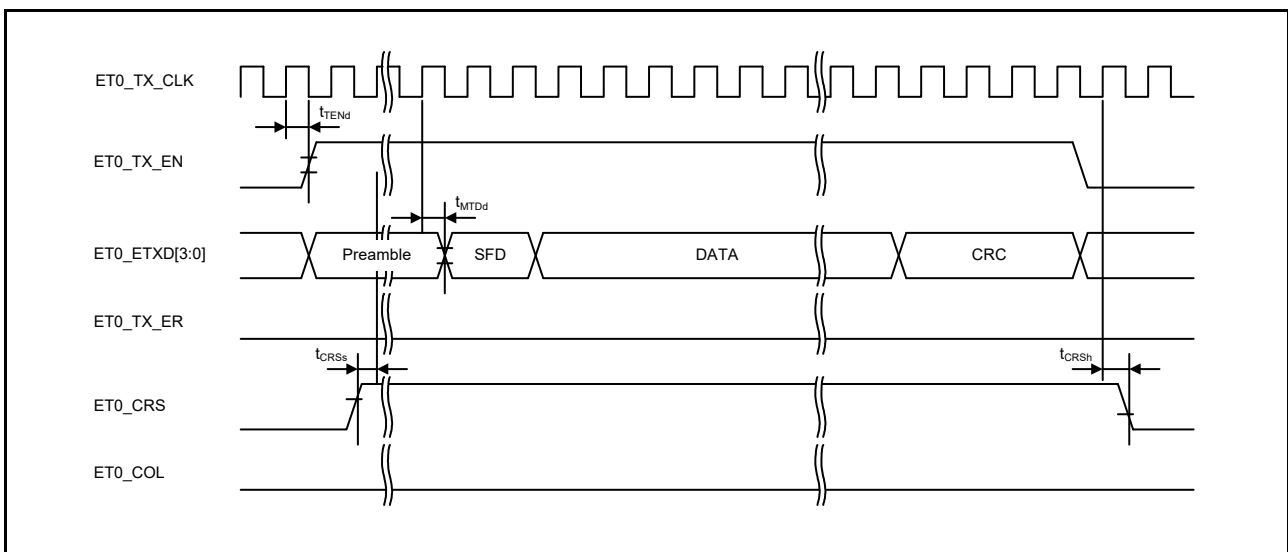 ET0_TX_CLK
tTENd
ET0_TX_EN
tMTDd
ET0_ETXD[3:0]
Preamble SFD DATA CRC
ET0_TX_ER
tCRSs tCRSh
ET0_CRS
ET0_COL